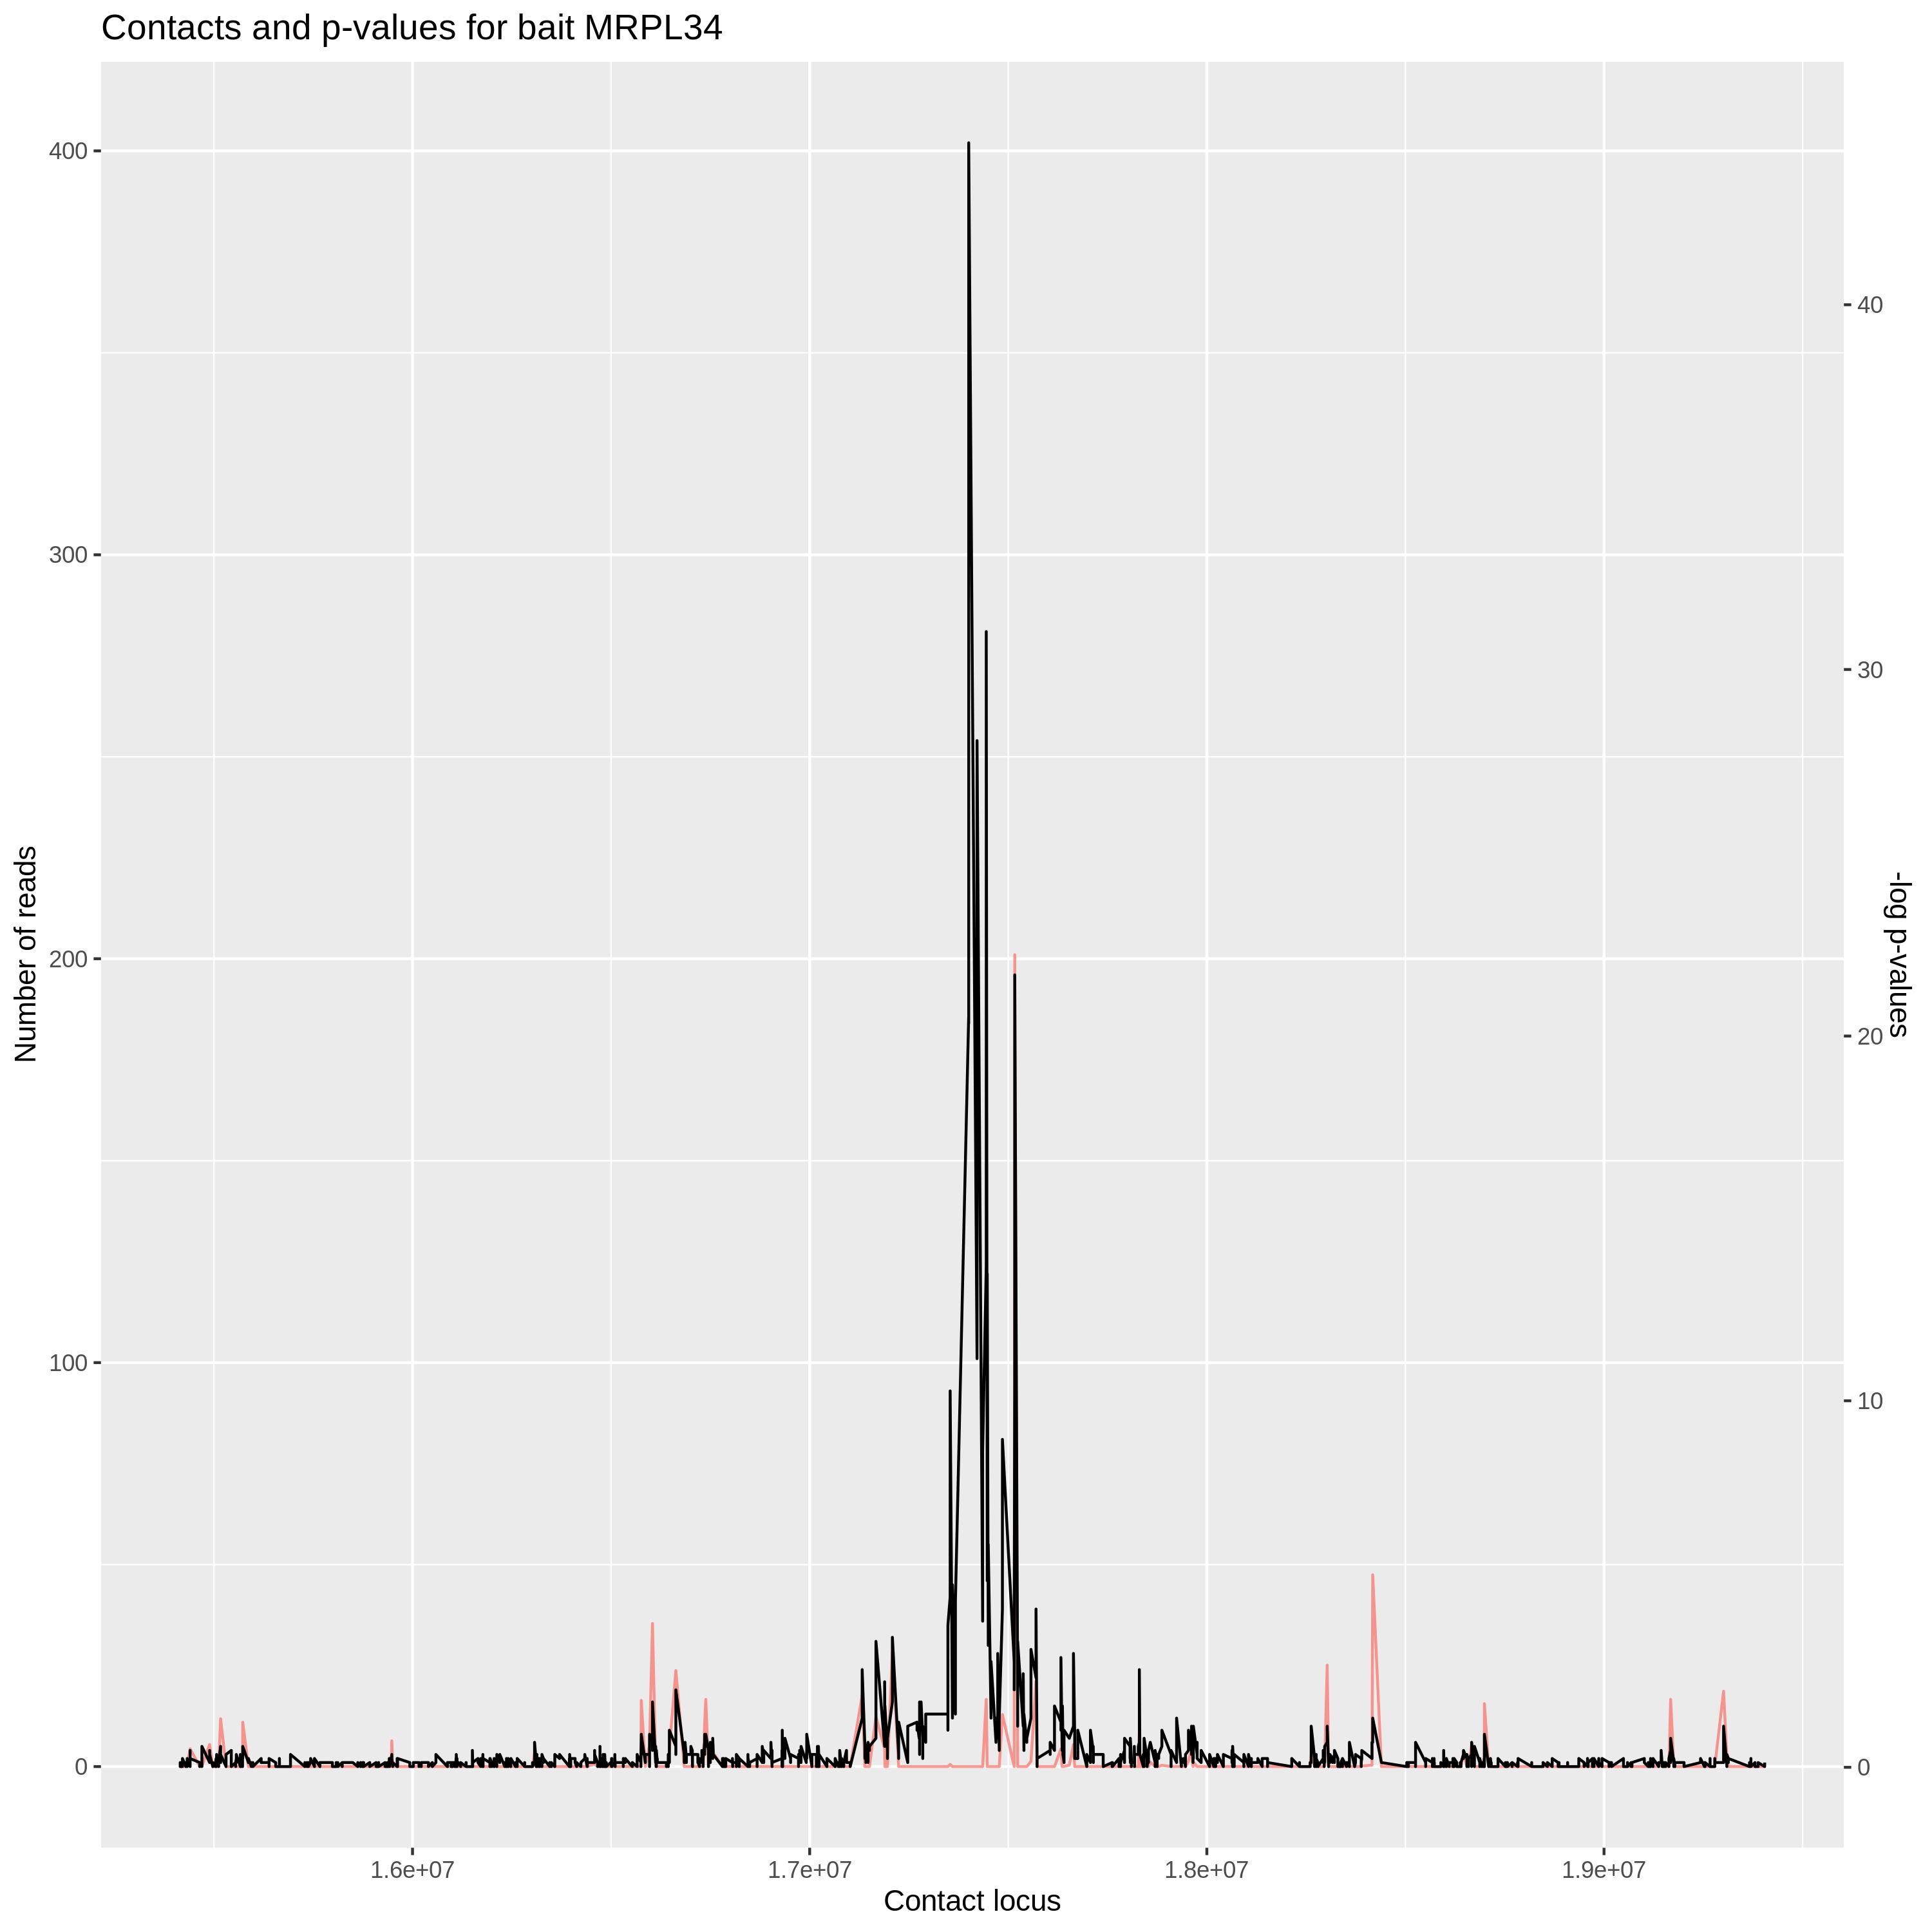 Contacts and p-values for bait MRPL34
400
300
200
100
0
Number of reads
40
30
20
10
0
-log p-values
1.6e+07
1.7e+07
1.8e+07
1.9e+07
Contact locus